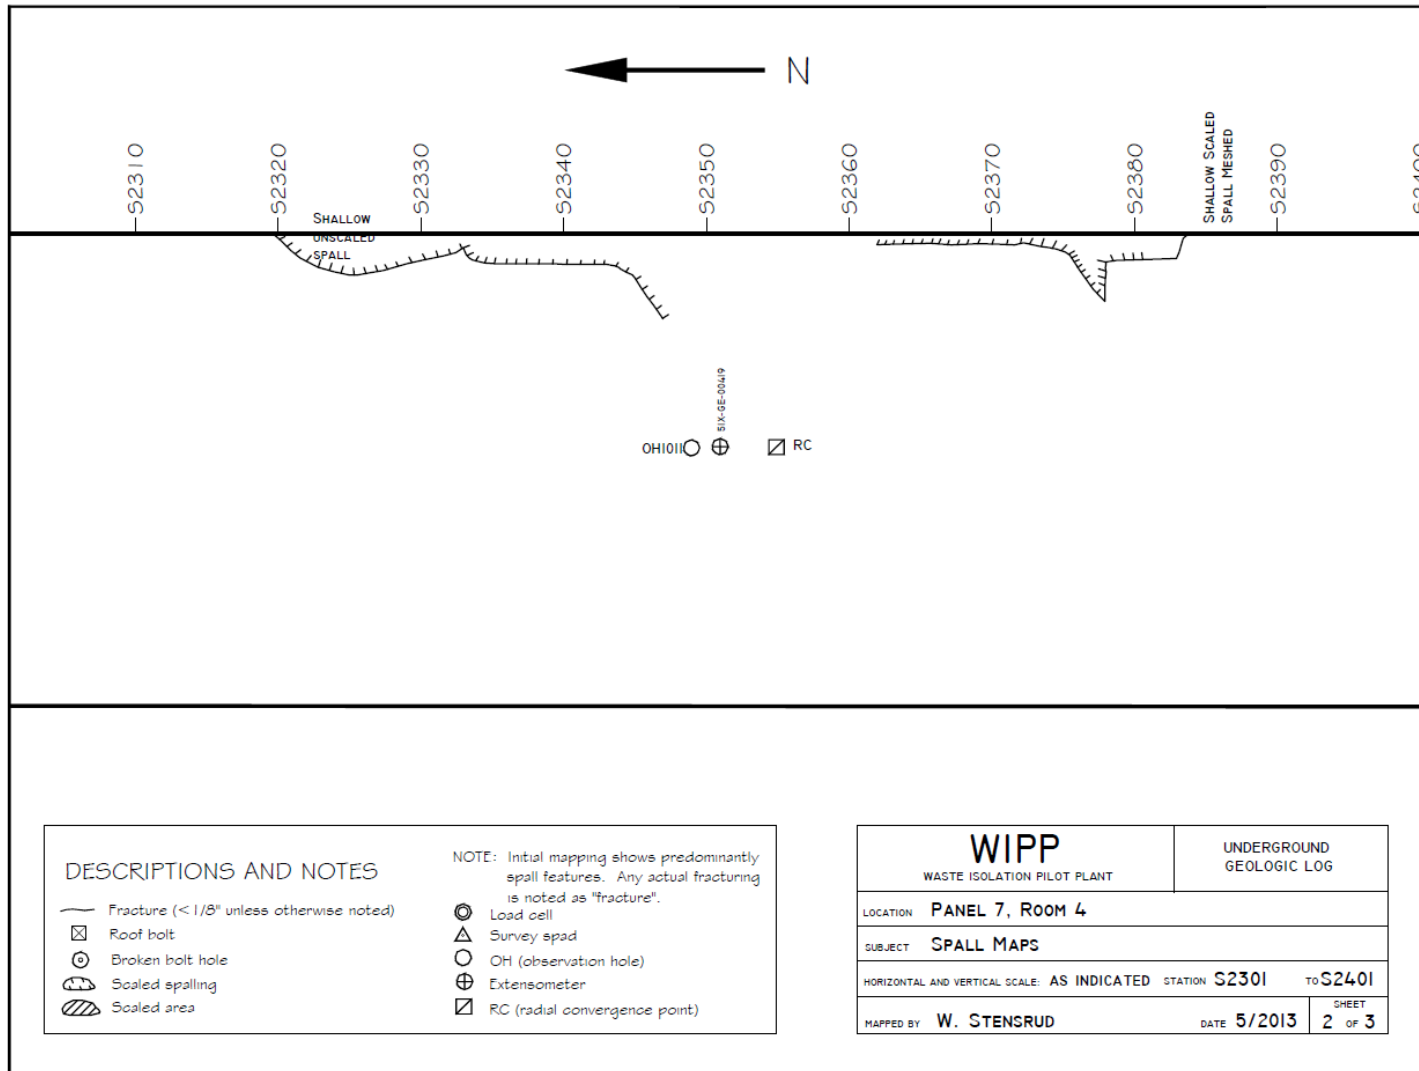 N
S2310
S2320
S2330
S2340
S2350
S2360
S2370
S2380
SHALLOW SCALED
SPALL MESHED
S2390
S2400
SHALLOW
UNSCALED
SPALL
51X-GE-00419
OH1011
RC
DESCRIPTIONS AND NOTES
Fracture (<1/8" unless otherwise noted)
Roof bolt
Broken bolt hole
Scaled spalling
Scaled area
NOTE: Initial mapping shows predominantly
spall features. Any actual fracturing
is noted as "fracture".
Load cell
Survey spad
OH (observation hole)
Extensometer
RC (radial convergence point)
WIPP
WASTE ISOLATION PILOT PLANT
UNDERGROUND
GEOLOGIC LOG
LOCATION PANEL 7, ROOM 4
SUBJECT SPALL MAPS
HORIZONTAL AND VERTICAL SCALE: AS INDICATED STATION S2301 TO S2401
MAPPED BY W. STENSRUD DATE 5/2013
SHEET
2 OF 3